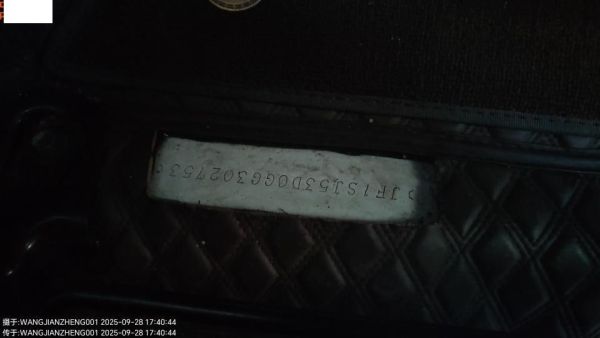 JF1SJ53D0GG302753
摄于:WANGJIANZHENG001 2025-09-28 17:40:44
传于:WANGJIANZHENG001 2025-09-28 17:40:44